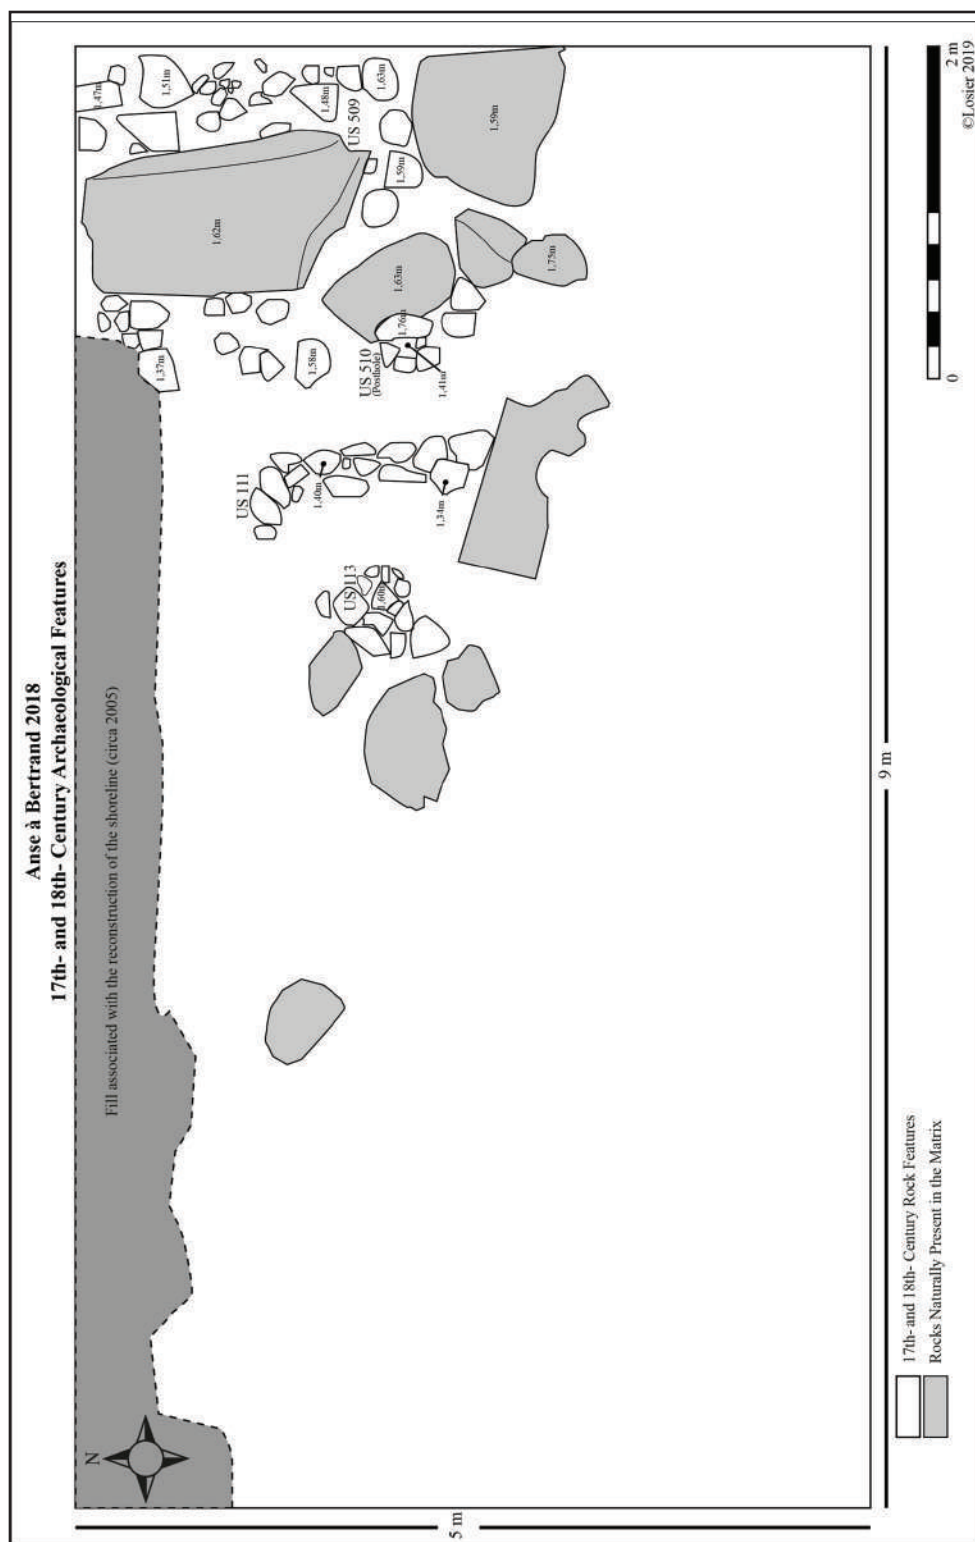 Anse à Bertrand 2018
17th- and 18th- Century Archaeological Features
Fill associated with the reconstruction of the shoreline (circa 2005)
N
1,47m
1,51m
1,48m
1,63m
US 509
1,59m
1,59m
1,62m
1,63m
1,75m
1,76m
US 510
(Posthole)
1,41m
1,37m
1,58m
US 111
1,40m
1,34m
US 113
1,60m
5 m
9 m
17th- and 18th- Century Rock Features
Rocks Naturally Present in the Matrix
0
2 m
©Losier 2019